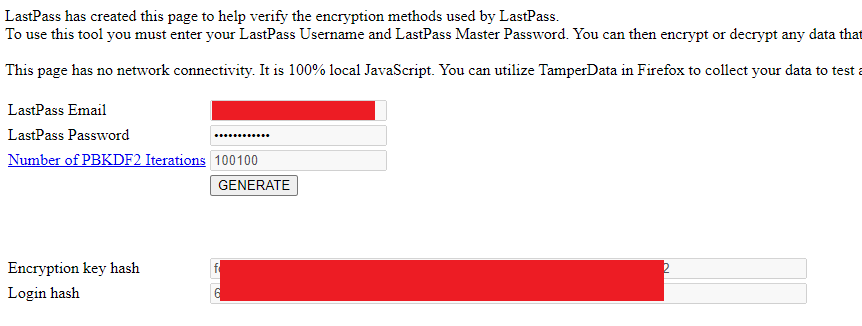 LastPass has created this page to help verify the encryption methods used by LastPass.
To use this tool you must enter your LastPass Username and LastPass Master Password. You can then encrypt or decrypt any data that
This page has no network connectivity. It is 100% local JavaScript. You can utilize TamperData in Firefox to collect your data to test a
LastPass Email
LastPass Password ••••••••••••
Number of PBKDF2 Iterations 100100
GENERATE
Encryption key hash f 2
Login hash 6